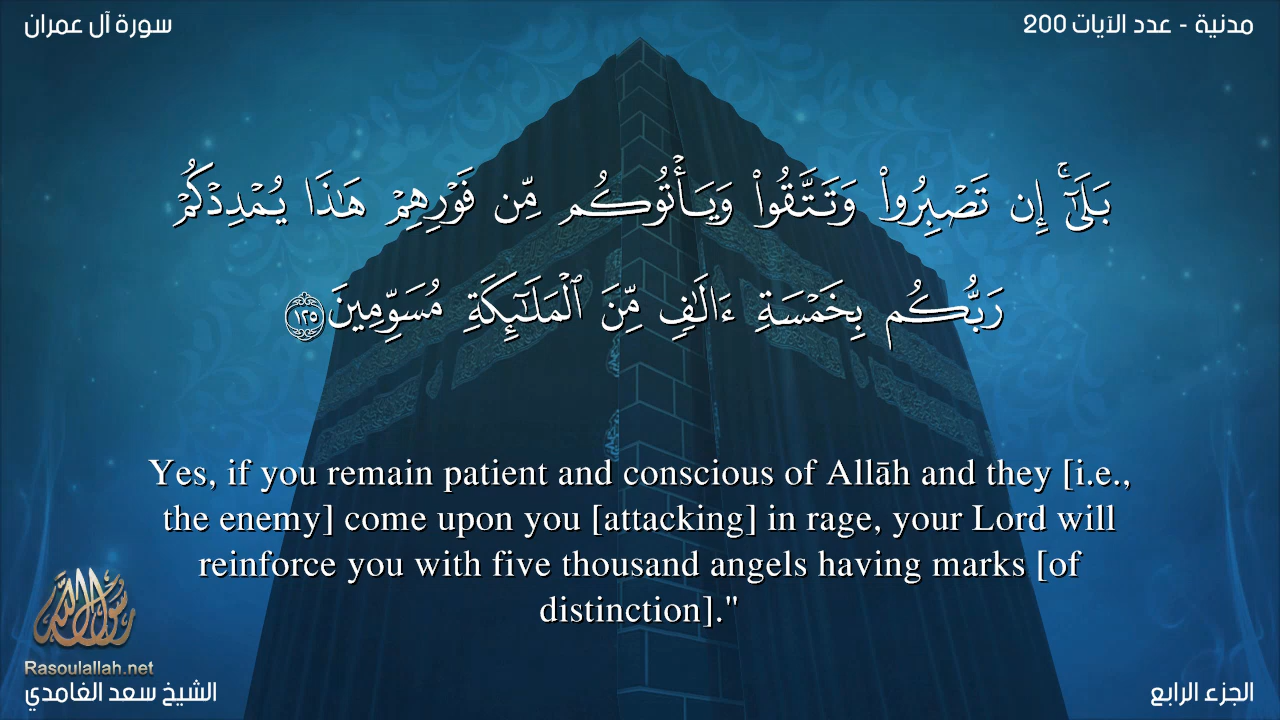 سورة آل عمران
مدنية - عدد الآيات 200
بَلَىٰٓۚ إِن تَصْبِرُوا۟ وَتَتَّقُوا۟ وَيَأْتُوكُم مِّن فَوْرِهِمْ هَـٰذَا يُمْدِدْكُمْ
رَبُّكُم بِخَمْسَةِ ءَالَـٰفٍ مِّنَ ٱلْمَلَـٰٓئِكَةِ مُسَوِّمِينَ ١٢٥
Yes, if you remain patient and conscious of Allāh and they [i.e.,
the enemy] come upon you [attacking] in rage, your Lord will
reinforce you with five thousand angels having marks [of
distinction]."
رسول الله
Rasoulallah.net
الشيخ سعد الغامدي
الجزء الرابع